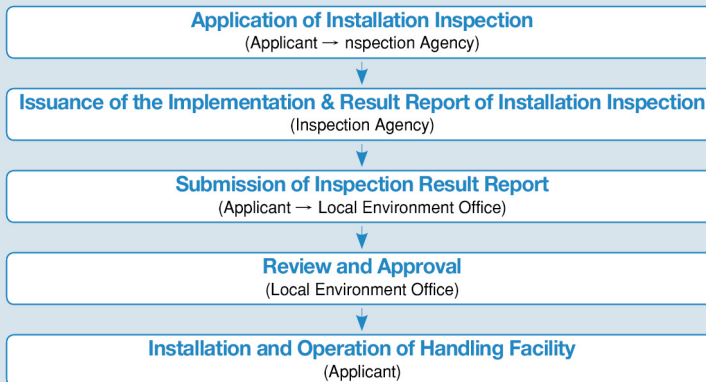 Application of Installation Inspection
(Applicant → nspection Agency)
Issuance of the Implementation & Result Report of Installation Inspection
(Inspection Agency)
Submission of Inspection Result Report
(Applicant → Local Environment Office)
Review and Approval
(Local Environment Office)
Installation and Operation of Handling Facility
(Applicant)